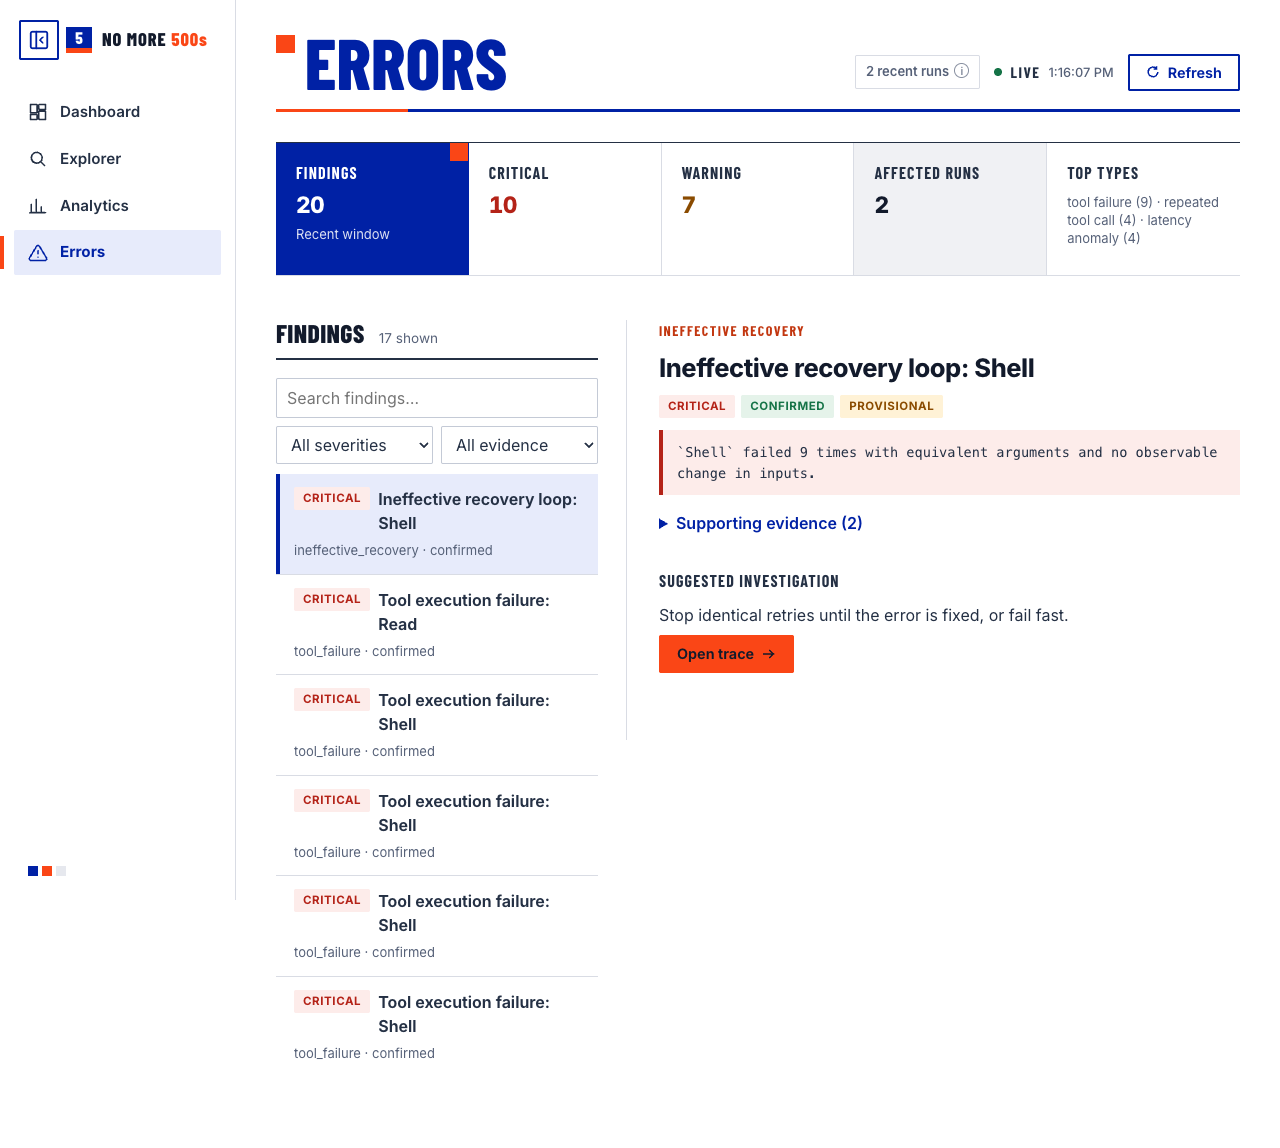 5 NO MORE 500s
Dashboard
Explorer
Analytics
Errors
ERRORS
2 recent runs ⓘ
LIVE 1:16:07 PM
Refresh
FINDINGS
20
Recent window
CRITICAL
10
WARNING
7
AFFECTED RUNS
2
TOP TYPES
tool failure (9) · repeated
tool call (4) · latency
anomaly (4)
FINDINGS 17 shown
Search findings...
All severities
All evidence
CRITICAL Ineffective recovery loop:
Shell
ineffective_recovery · confirmed
CRITICAL Tool execution failure:
Read
tool_failure · confirmed
CRITICAL Tool execution failure:
Shell
tool_failure · confirmed
CRITICAL Tool execution failure:
Shell
tool_failure · confirmed
CRITICAL Tool execution failure:
Shell
tool_failure · confirmed
CRITICAL Tool execution failure:
Shell
tool_failure · confirmed
INEFFECTIVE RECOVERY
Ineffective recovery loop: Shell
CRITICAL CONFIRMED PROVISIONAL
`Shell` failed 9 times with equivalent arguments and no observable
change in inputs.
Supporting evidence (2)
SUGGESTED INVESTIGATION
Stop identical retries until the error is fixed, or fail fast.
Open trace →